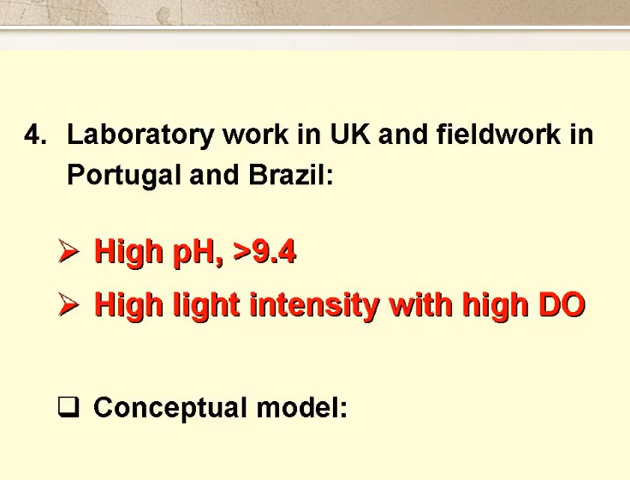 4. Laboratory work in UK and fieldwork in
Portugal and Brazil:
➢ High pH, >9.4
➢ High light intensity with high DO
❑ Conceptual model: